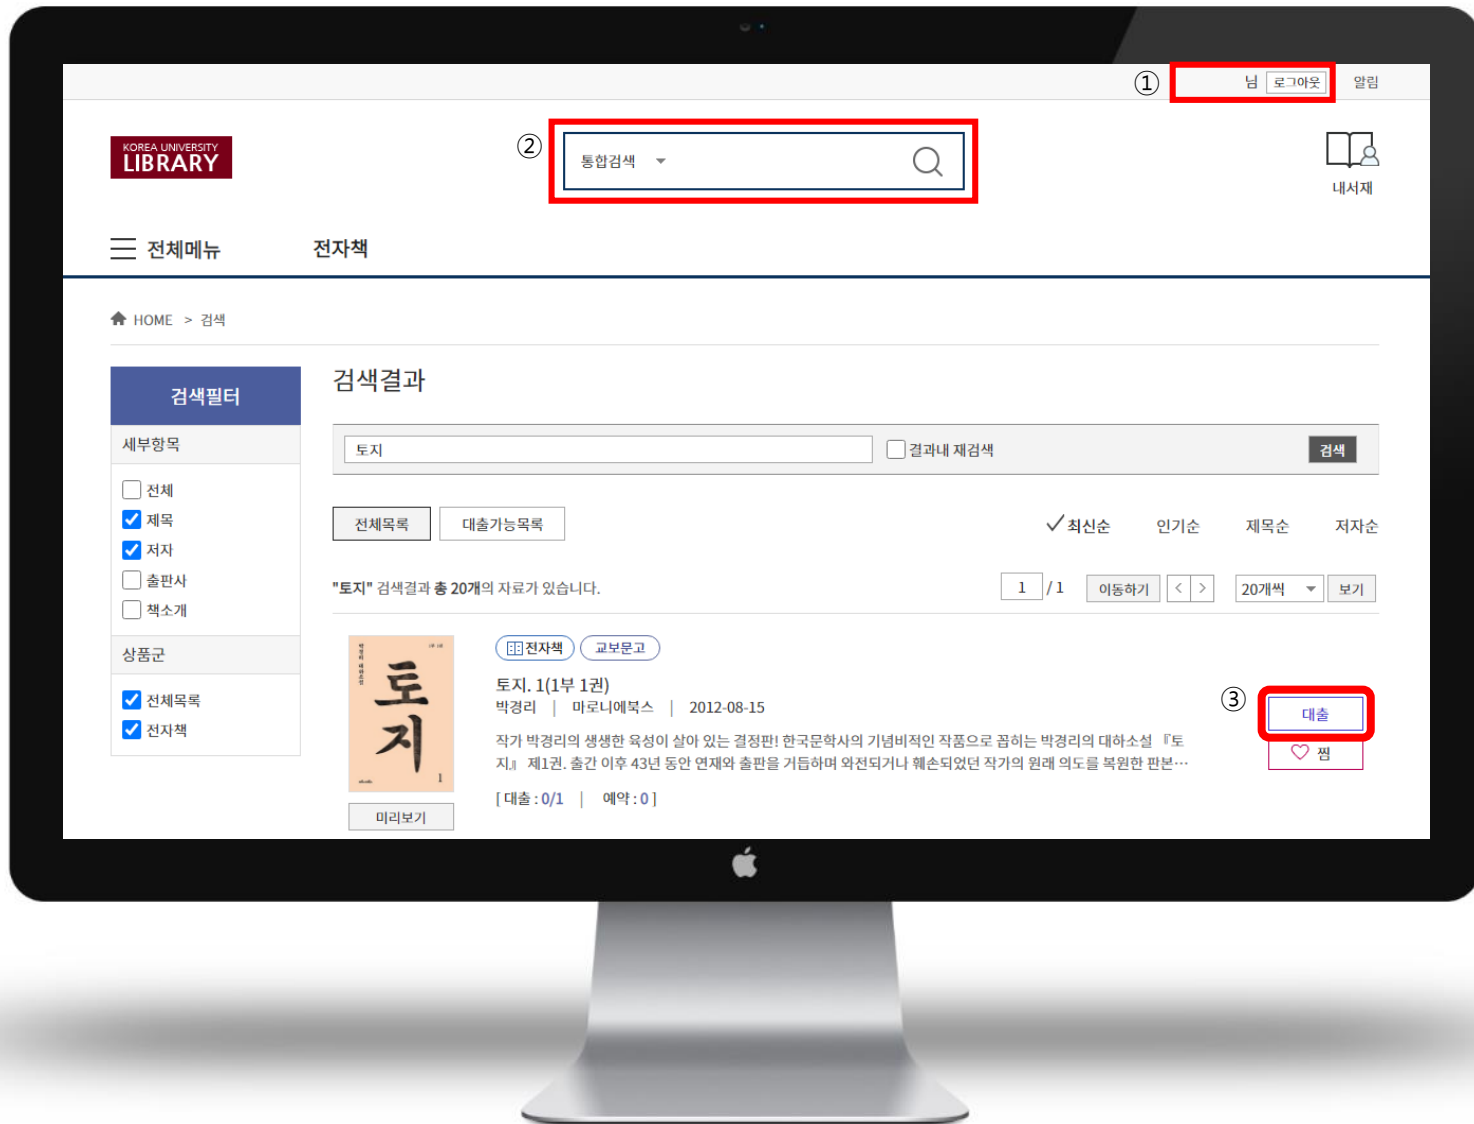 ① 님 로그아웃 알림
KOREA UNIVERSITY
LIBRARY
② 통합검색
내서재
전체메뉴 전자책
HOME > 검색
검색필터
세부항목
전체
제목
저자
출판사
책소개
상품군
전체목록
전자책
검색결과
토지 결과내 재검색 검색
전체목록 대출가능목록 최신순 인기순 제목순 저자순
"토지" 검색결과 총 20개의 자료가 있습니다. 1 / 1 이동하기 < > 20개씩 보기
박경리 대하소설
토지
1
미리보기
전자책 교보문고
토지. 1(1부 1권)
박경리 | 마로니에북스 | 2012-08-15
작가 박경리의 생생한 육성이 살아 있는 결정판! 한국문학사의 기념비적인 작품으로 꼽히는 박경리의 대하소설 『토
지』 제1권. 출간 이후 43년 동안 연재와 출판을 거듭하며 와전되거나 훼손되었던 작가의 원래 의도를 복원한 판본…
[ 대출 : 0/1 | 예약 : 0 ]
③ 대출
찜